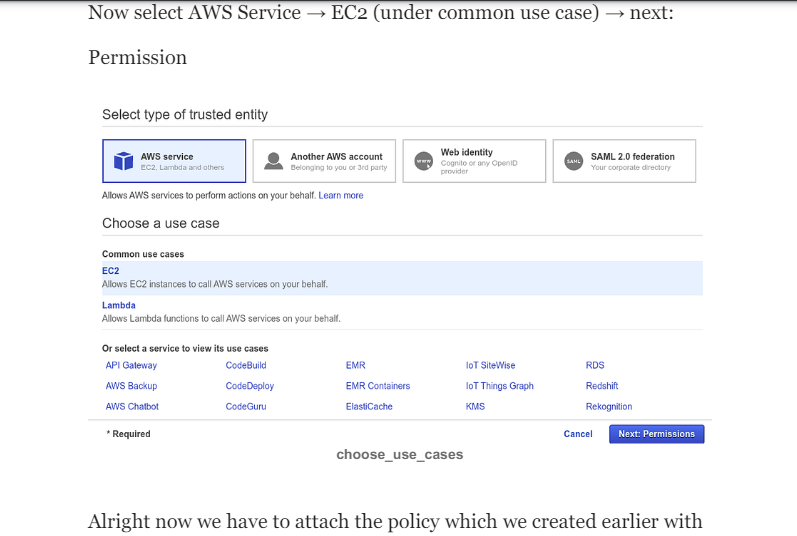 Now select AWS Service → EC2 (under common use case) → next:
Permission
Select type of trusted entity
AWS service
EC2, Lambda and others
Another AWS account
Belonging to you or 3rd party
www
Web identity
Cognito or any OpenID
provider
SAML
SAML 2.0 federation
Your corporate directory
Allows AWS services to perform actions on your behalf. Learn more
Choose a use case
Common use cases
EC2
Allows EC2 instances to call AWS services on your behalf.
Lambda
Allows Lambda functions to call AWS services on your behalf.
Or select a service to view its use cases
API Gateway CodeBuild EMR IoT SiteWise RDS
AWS Backup CodeDeploy EMR Containers IoT Things Graph Redshift
AWS Chatbot CodeGuru ElastiCache KMS Rekognition
* Required Cancel Next: Permissions
choose_use_cases
Alright now we have to attach the policy which we created earlier with